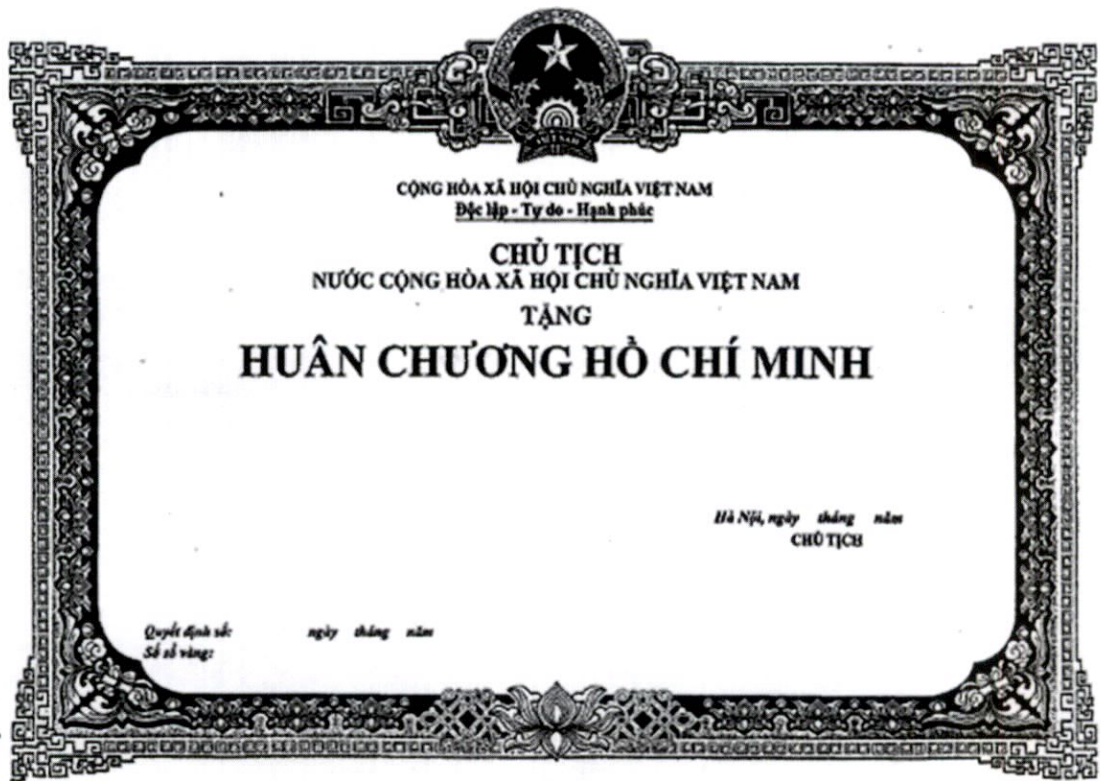 CỘNG HÒA XÃ HỘI CHỦ NGHĨA VIỆT NAM
Độc lập - Tự do - Hạnh phúc
CHỦ TỊCH
NƯỚC CỘNG HÒA XÃ HỘI CHỦ NGHĨA VIỆT NAM
TẶNG
HUÂN CHƯƠNG HỒ CHÍ MINH
Hà Nội, ngày tháng năm
CHỦ TỊCH
Quyết định số: ngày tháng năm
Số sổ vàng: